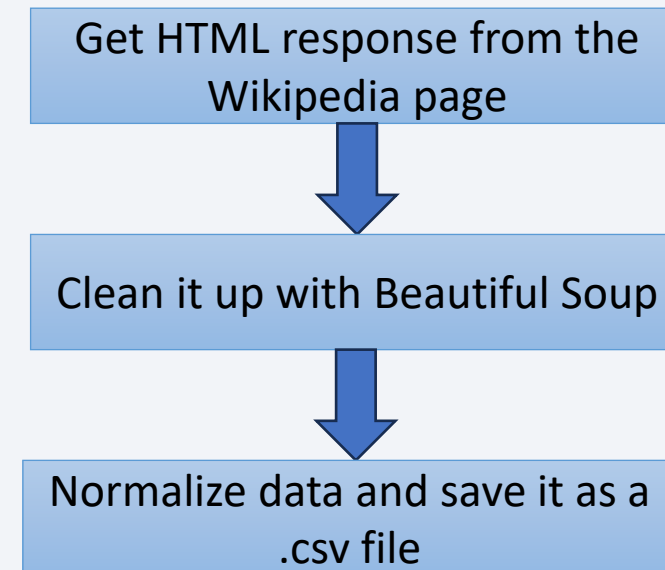 Get HTML response from the
Wikipedia page
Clean it up with Beautiful Soup
Normalize data and save it as a
.csv file